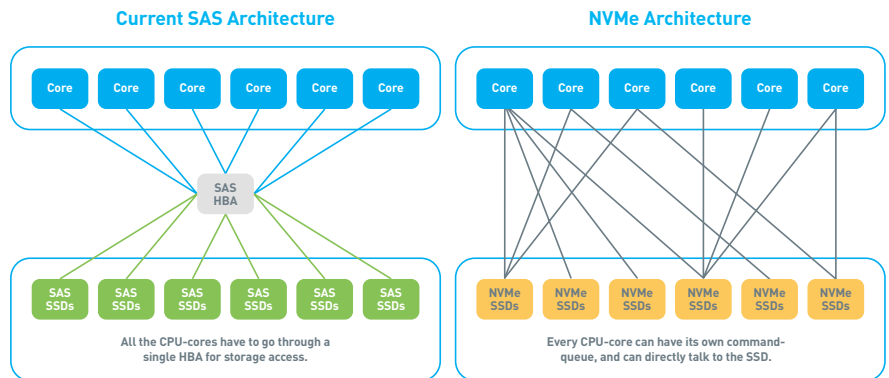 Current SAS Architecture
Core Core Core Core Core Core
SAS
HBA
SAS SAS SAS SAS SAS SAS
SSDs SSDs SSDs SSDs SSDs SSDs
All the CPU-cores have to go through a
single HBA for storage access.
NVMe Architecture
Core Core Core Core Core Core
NVMe NVMe NVMe NVMe NVMe NVMe
SSDs SSDs SSDs SSDs SSDs SSDs
Every CPU-core can have its own command-
queue, and can directly talk to the SSD.